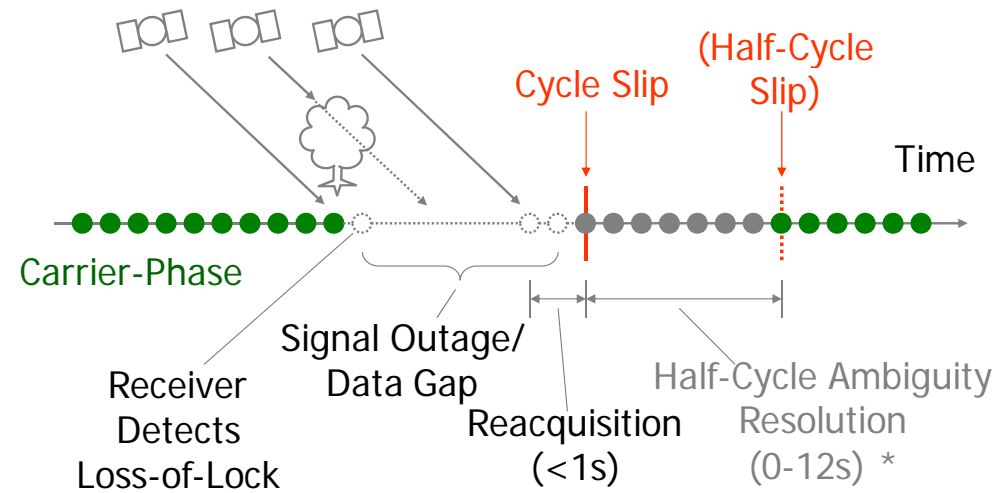 (Half-Cycle
Slip)
Cycle Slip
Time
Carrier-Phase
Signal Outage/
Data Gap
Receiver
Detects
Loss-of-Lock
Reacquisition
(<1s)
Half-Cycle Ambiguity
Resolution
(0-12s) *